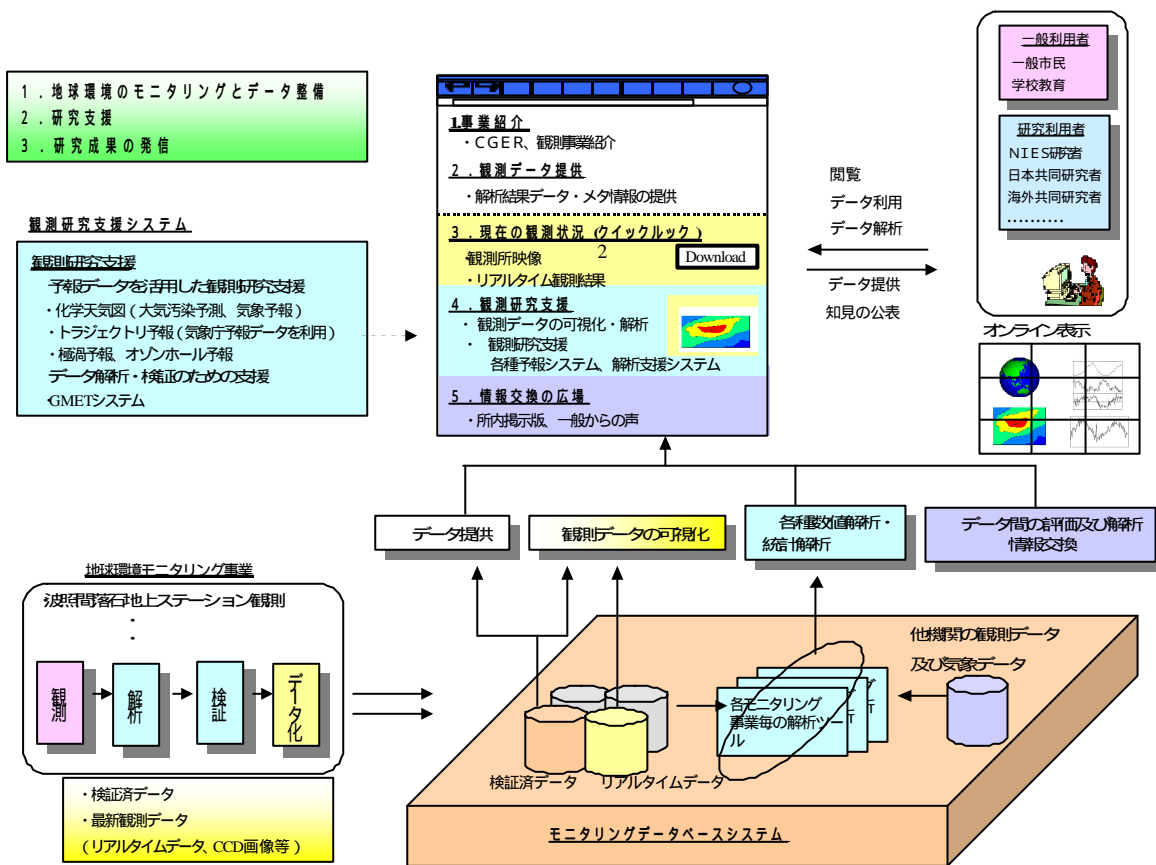 1．地球環境のモニタリングとデータ整備
2．研究支援
3．研究成果の発信
観測研究支援システム
観測研究支援
予報データを活用した観測研究支援
・化学天気図（大気汚染予測、気象予報）
・トラジェクトリ予報（気象庁予報データを利用）
・極渦予報、オゾンホール予報
データ解析・検証のための支援
・GMETシステム
1.事業紹介
・CGER、観測事業紹介
2．観測データ提供
・解析結果データ・メタ情報の提供
3．現在の観測状況（クイックルック）
・観測所映像
2
Download
・リアルタイム観測結果
4．観測研究支援
・ 観測データの可視化・解析
・ 観測研究支援
各種予報システム、解析支援システム
5．情報交換の広場
・所内掲示版、一般からの声
閲覧
データ利用
データ解析
データ提供
知見の公表
一般利用者
一般市民
学校教育
研究利用者
NIES研究者
日本共同研究者
海外共同研究者
..........
オンライン表示
データ提供
観測データの可視化
各種数値解析・
統計解析
データ間の評価及び解析
情報交換
地球環境モニタリング事業
・波照間落石地上ステーション観測
・
・
観測
解析
検証
データ化
・検証済データ
・最新観測データ
（リアルタイムデータ、CCD画像等）
他機関の観測データ
及び気象データ
各モニタリング
事業毎の解析ツー
ル
検証済データ
リアルタイムデータ
モニタリングデータベースシステム